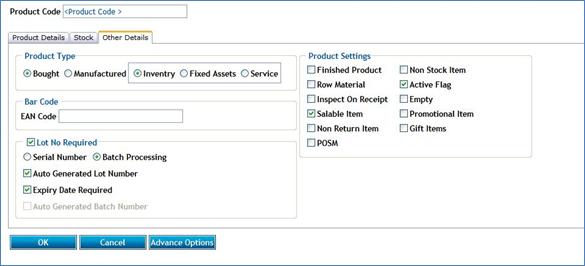 Product Code <Product Code >
Product Details Stock Other Details
Product Type
Bought Manufactured Inventry Fixed Assets Service
Bar Code
EAN Code
Lot No Required
Serial Number Batch Processing
Auto Generated Lot Number
Expiry Date Required
Auto Generated Batch Number
Product Settings
Finished Product Non Stock Item
Row Material Active Flag
Inspect On Receipt Empty
Salable Item Promotional Item
Non Return Item Gift Items
POSM
OK Cancel Advance Options